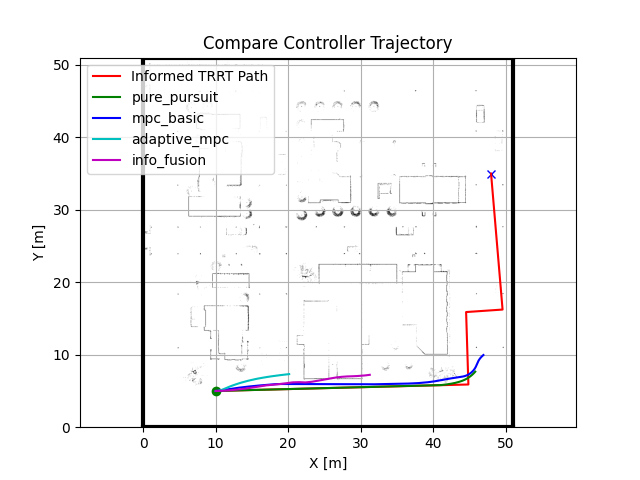 Compare Controller Trajectory
Informed TRRT Path
pure_pursuit
mpc_basic
adaptive_mpc
info_fusion
50
40
30
20
10
0
Y [m]
0 10 20 30 40 50
X [m]